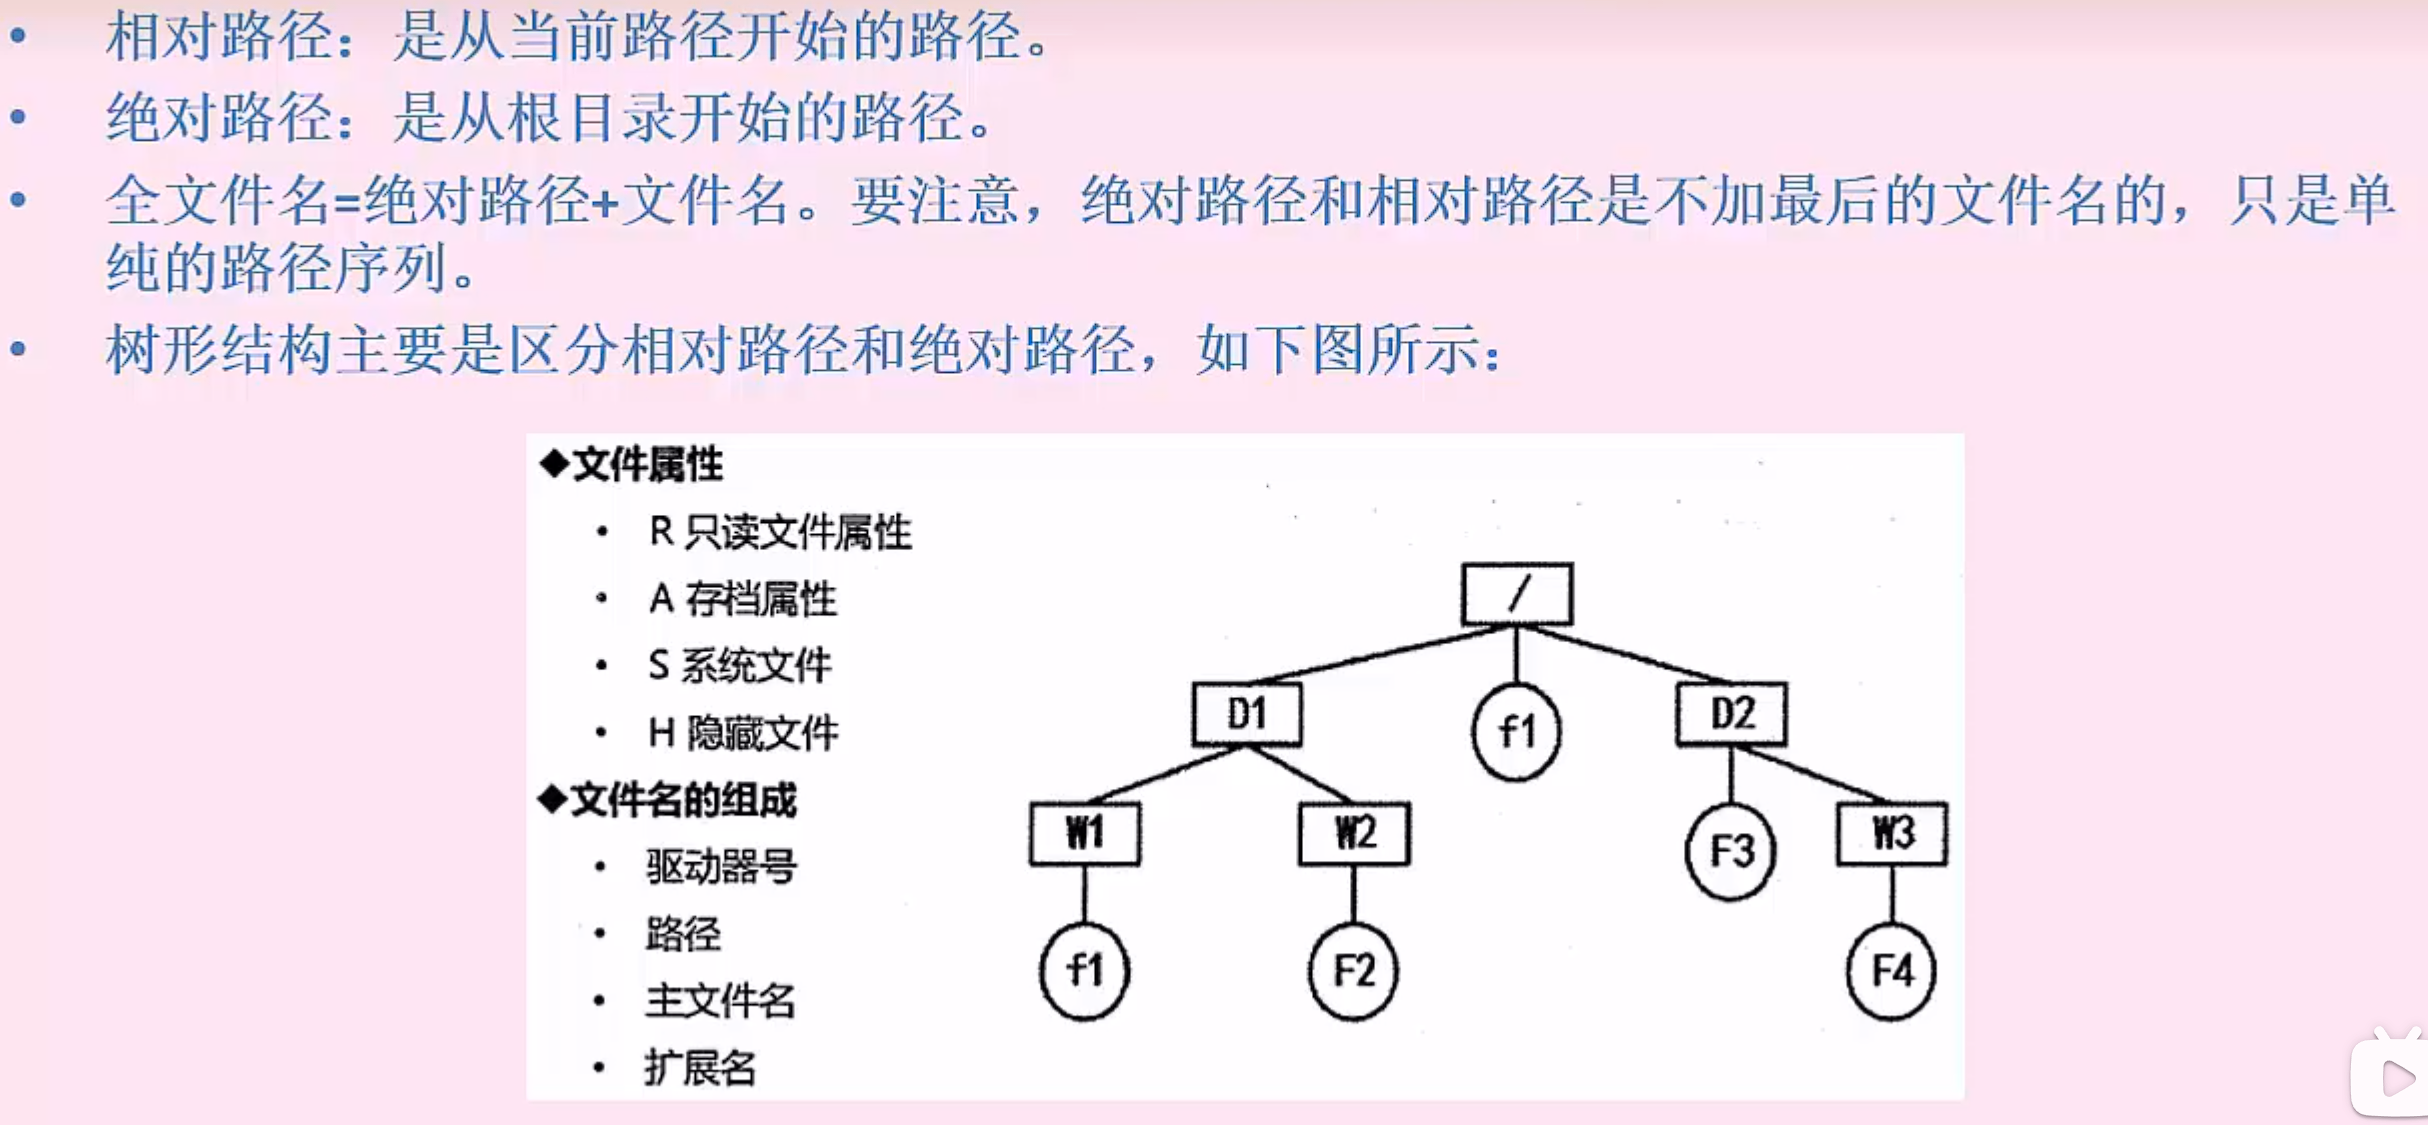 • 相对路径：是从当前路径开始的路径。
• 绝对路径：是从根目录开始的路径。
• 全文件名=绝对路径+文件名。要注意，绝对路径和相对路径是不加最后的文件名的，只是单
纯的路径序列。
• 树形结构主要是区分相对路径和绝对路径，如下图所示：
◆文件属性
• R 只读文件属性
• A 存档属性
• S 系统文件
• H 隐藏文件
◆文件名的组成
• 驱动器号
• 路径
• 主文件名
• 扩展名
/
D1 f1 D2
W1 W2 F3 W3
f1 F2 F4